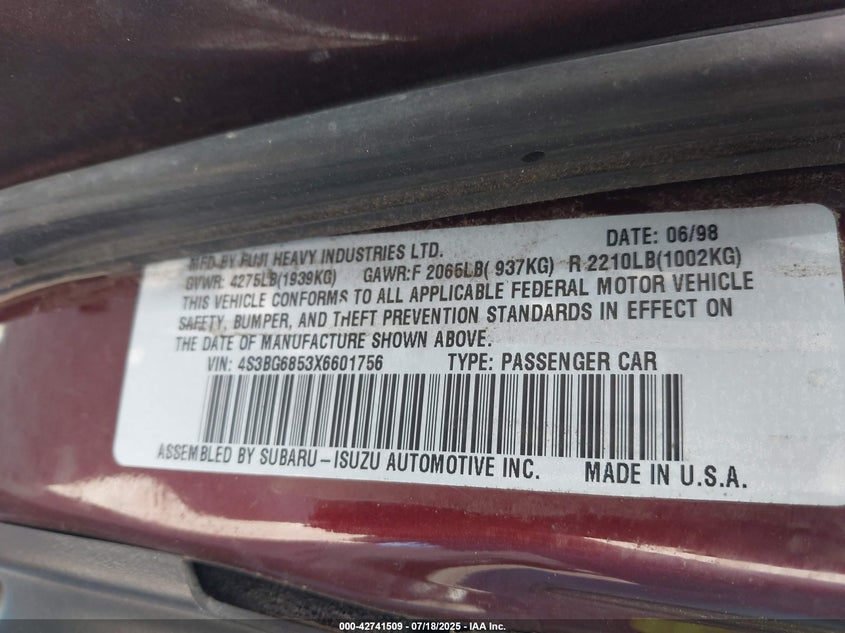 MFD BY FUJI HEAVY INDUSTRIES LTD. DATE: 06/98
GVWR: 4275LB(1939KG) GAWR:F 2065LB( 937KG) R 2210LB(1002KG)
THIS VEHICLE CONFORMS TO ALL APPLICABLE FEDERAL MOTOR VEHICLE
SAFETY, BUMPER, AND THEFT PREVENTION STANDARDS IN EFFECT ON
THE DATE OF MANUFACTURE SHOWN ABOVE.
VIN: 4S3BG6853X6601756 TYPE: PASSENGER CAR
ASSEMBLED BY SUBARU-ISUZU AUTOMOTIVE INC. MADE IN U.S.A.
000-42741509 | 07/18/2025 - IAA Inc.